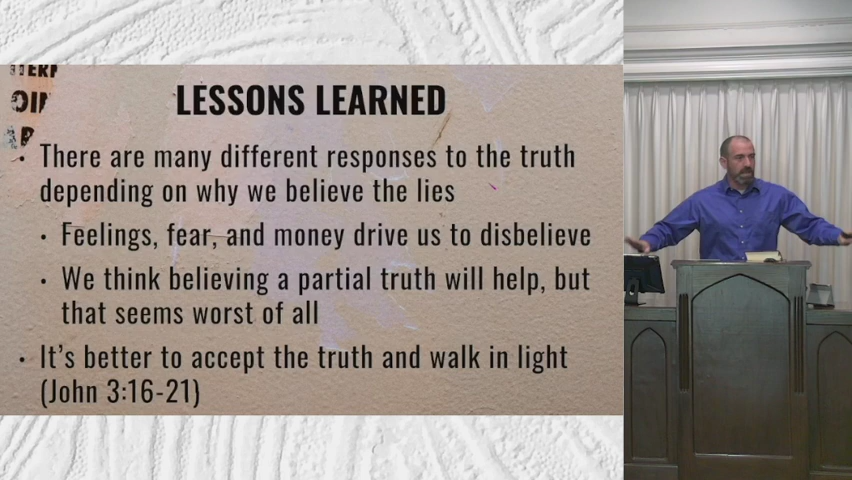 LESSONS LEARNED
• There are many different responses to the truth
depending on why we believe the lies
• Feelings, fear, and money drive us to disbelieve
• We think believing a partial truth will help, but
that seems worst of all
• It's better to accept the truth and walk in light
(John 3:16-21)